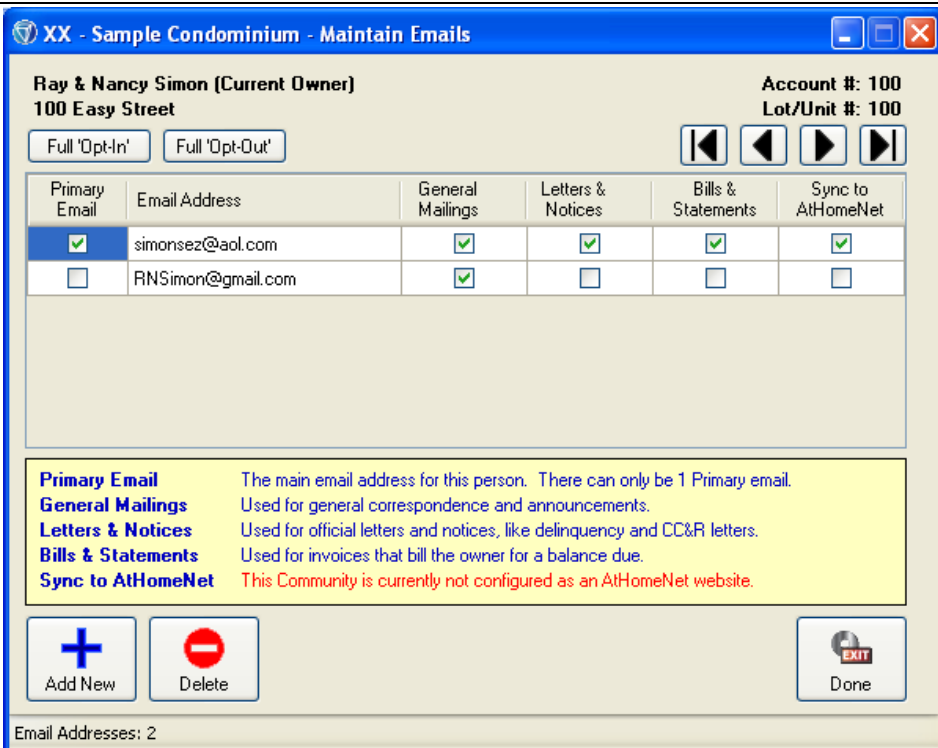 XX - Sample Condominium - Maintain Emails
Ray & Nancy Simon (Current Owner)
Account #: 100
100 Easy Street
Lot/Unit #: 100
Full 'Opt-In'
Full 'Opt-Out'
Primary Email
Email Address
General Mailings
Letters & Notices
Bills & Statements
Sync to AtHomeNet
simonsez@aol.com
RNSimon@gmail.com
Primary Email The main email address for this person. There can only be 1 Primary email.
General Mailings Used for general correspondence and announcements.
Letters & Notices Used for official letters and notices, like delinquency and CC&R letters.
Bills & Statements Used for invoices that bill the owner for a balance due.
Sync to AtHomeNet This Community is currently not configured as an AtHomeNet website.
Add New
Delete
EXIT
Done
Email Addresses: 2